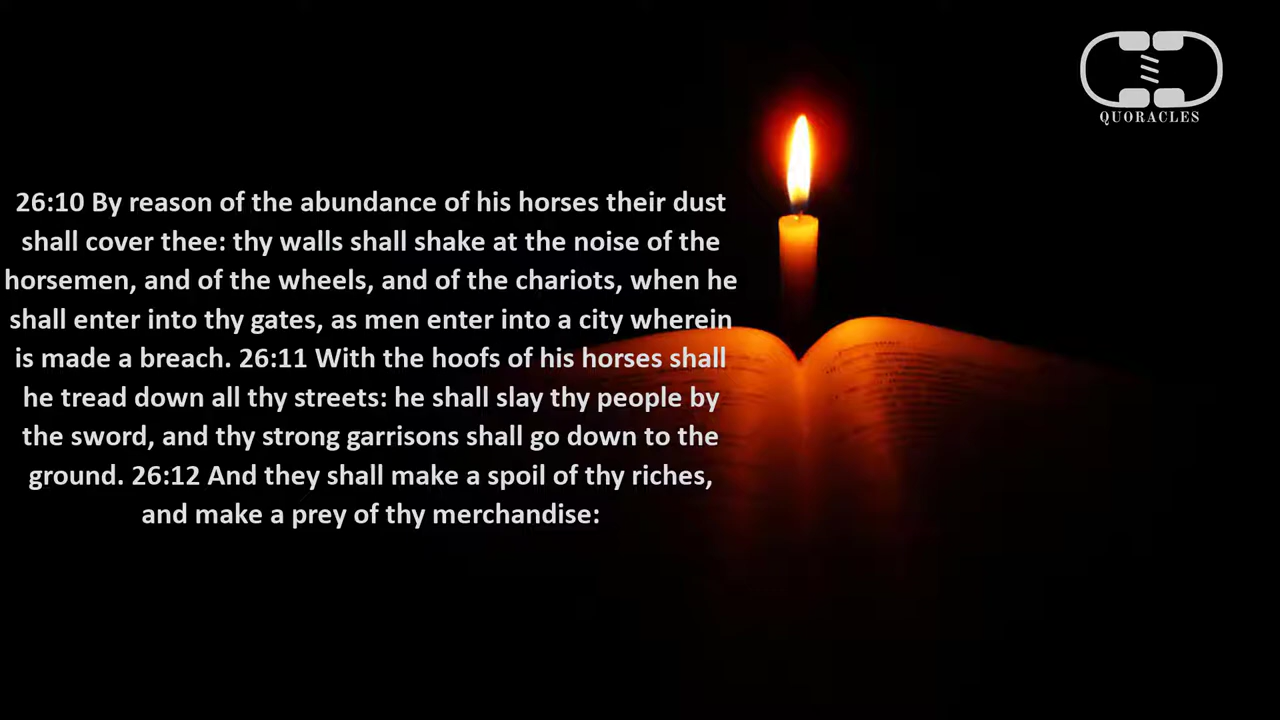 QUORACLES
26:10 By reason of the abundance of his horses their dust
shall cover thee: thy walls shall shake at the noise of the
horsemen, and of the wheels, and of the chariots, when he
shall enter into thy gates, as men enter into a city wherein
is made a breach. 26:11 With the hoofs of his horses shall
he tread down all thy streets: he shall slay thy people by
the sword, and thy strong garrisons shall go down to the
ground. 26:12 And they shall make a spoil of thy riches,
and make a prey of thy merchandise: